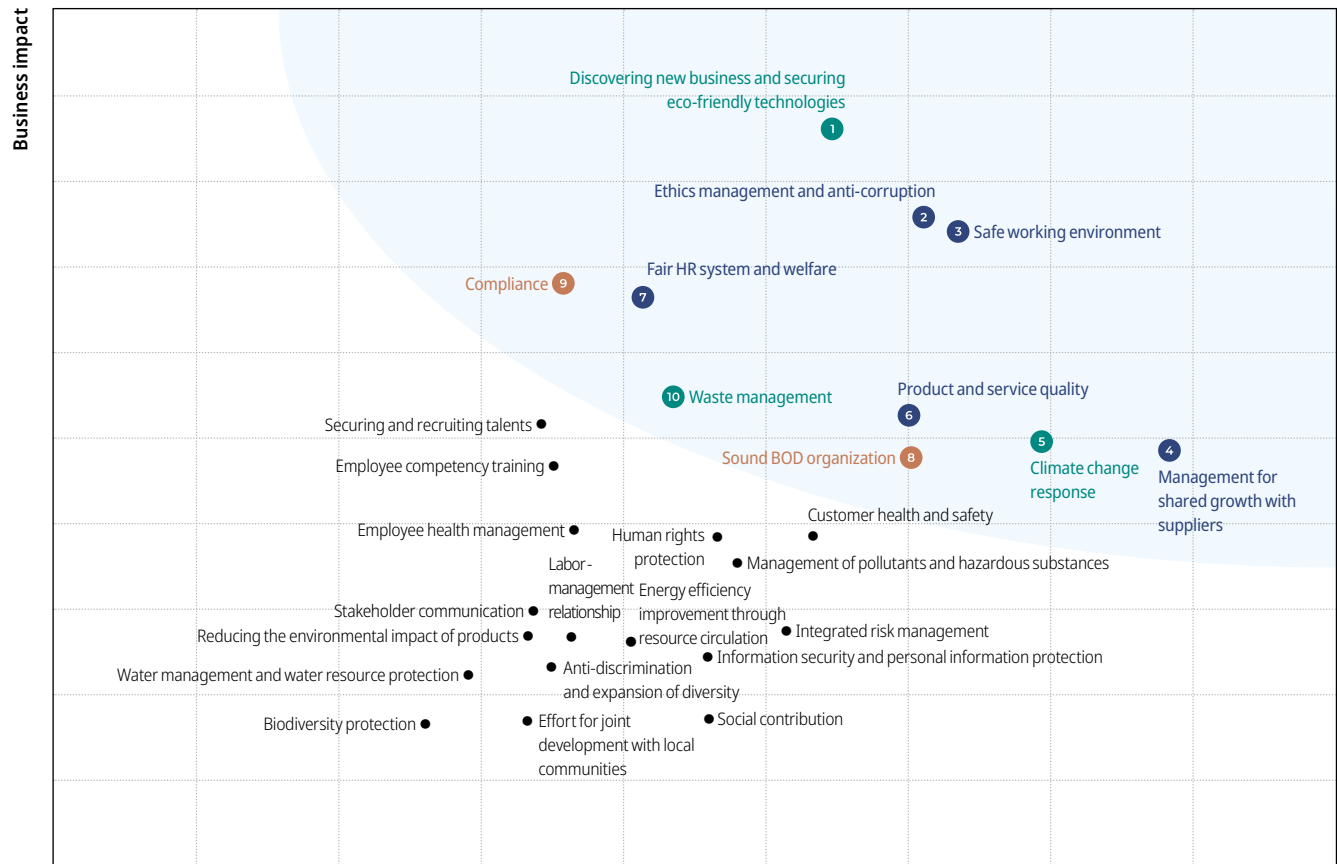 Business impact
Discovering new business and securing
eco-friendly technologies
1
Ethics management and anti-corruption
2
3 Safe working environment
Fair HR system and welfare
7
Compliance 9
Product and service quality
6
10 Waste management
Securing and recruiting talents
5
Climate change
response
4
Management for
shared growth with
suppliers
Sound BOD organization 8
Employee competency training
Customer health and safety
Employee health management
Human rights
protection
Management of pollutants and hazardous substances
Labor-
management
relationship
Energy efficiency
improvement through
resource circulation
Stakeholder communication
Integrated risk management
Reducing the environmental impact of products
Information security and personal information protection
Anti-discrimination
and expansion of diversity
Water management and water resource protection
Biodiversity protection
Effort for joint
development with local
communities
Social contribution